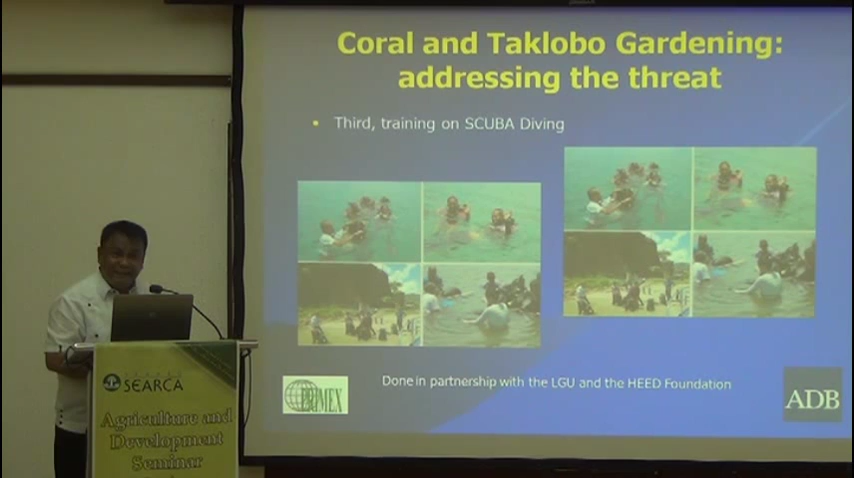 Coral and Taklobo Gardening:
addressing the threat
• Third, training on SCUBA Diving
Done in partnership with the LGU and the HEED Foundation
PRIMEX
ADB
SEARCA
Agriculture and
Development
Seminar